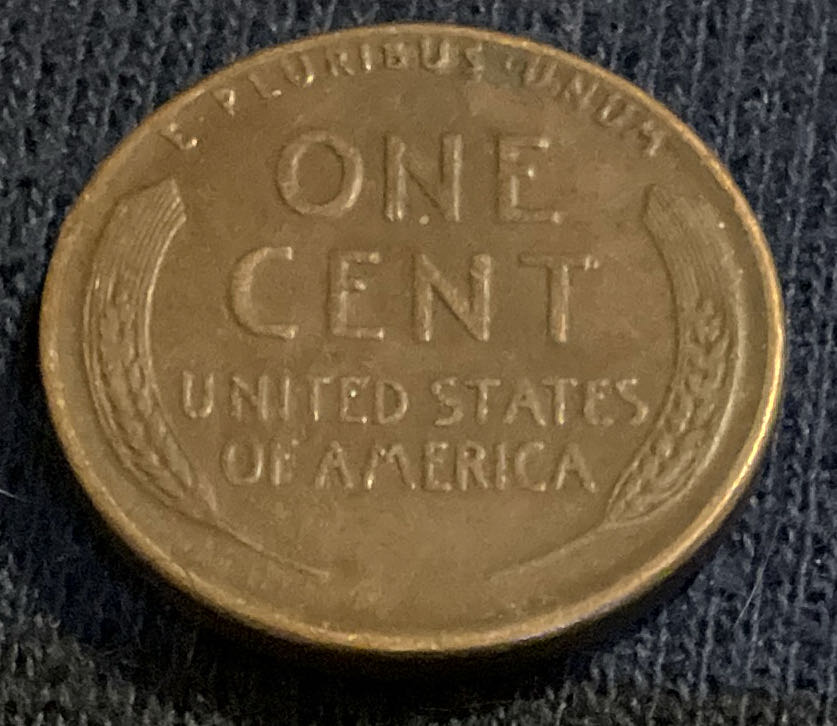 E·PLURIBUS·UNUM
ONE
CENT
UNITED STATES
OF AMERICA